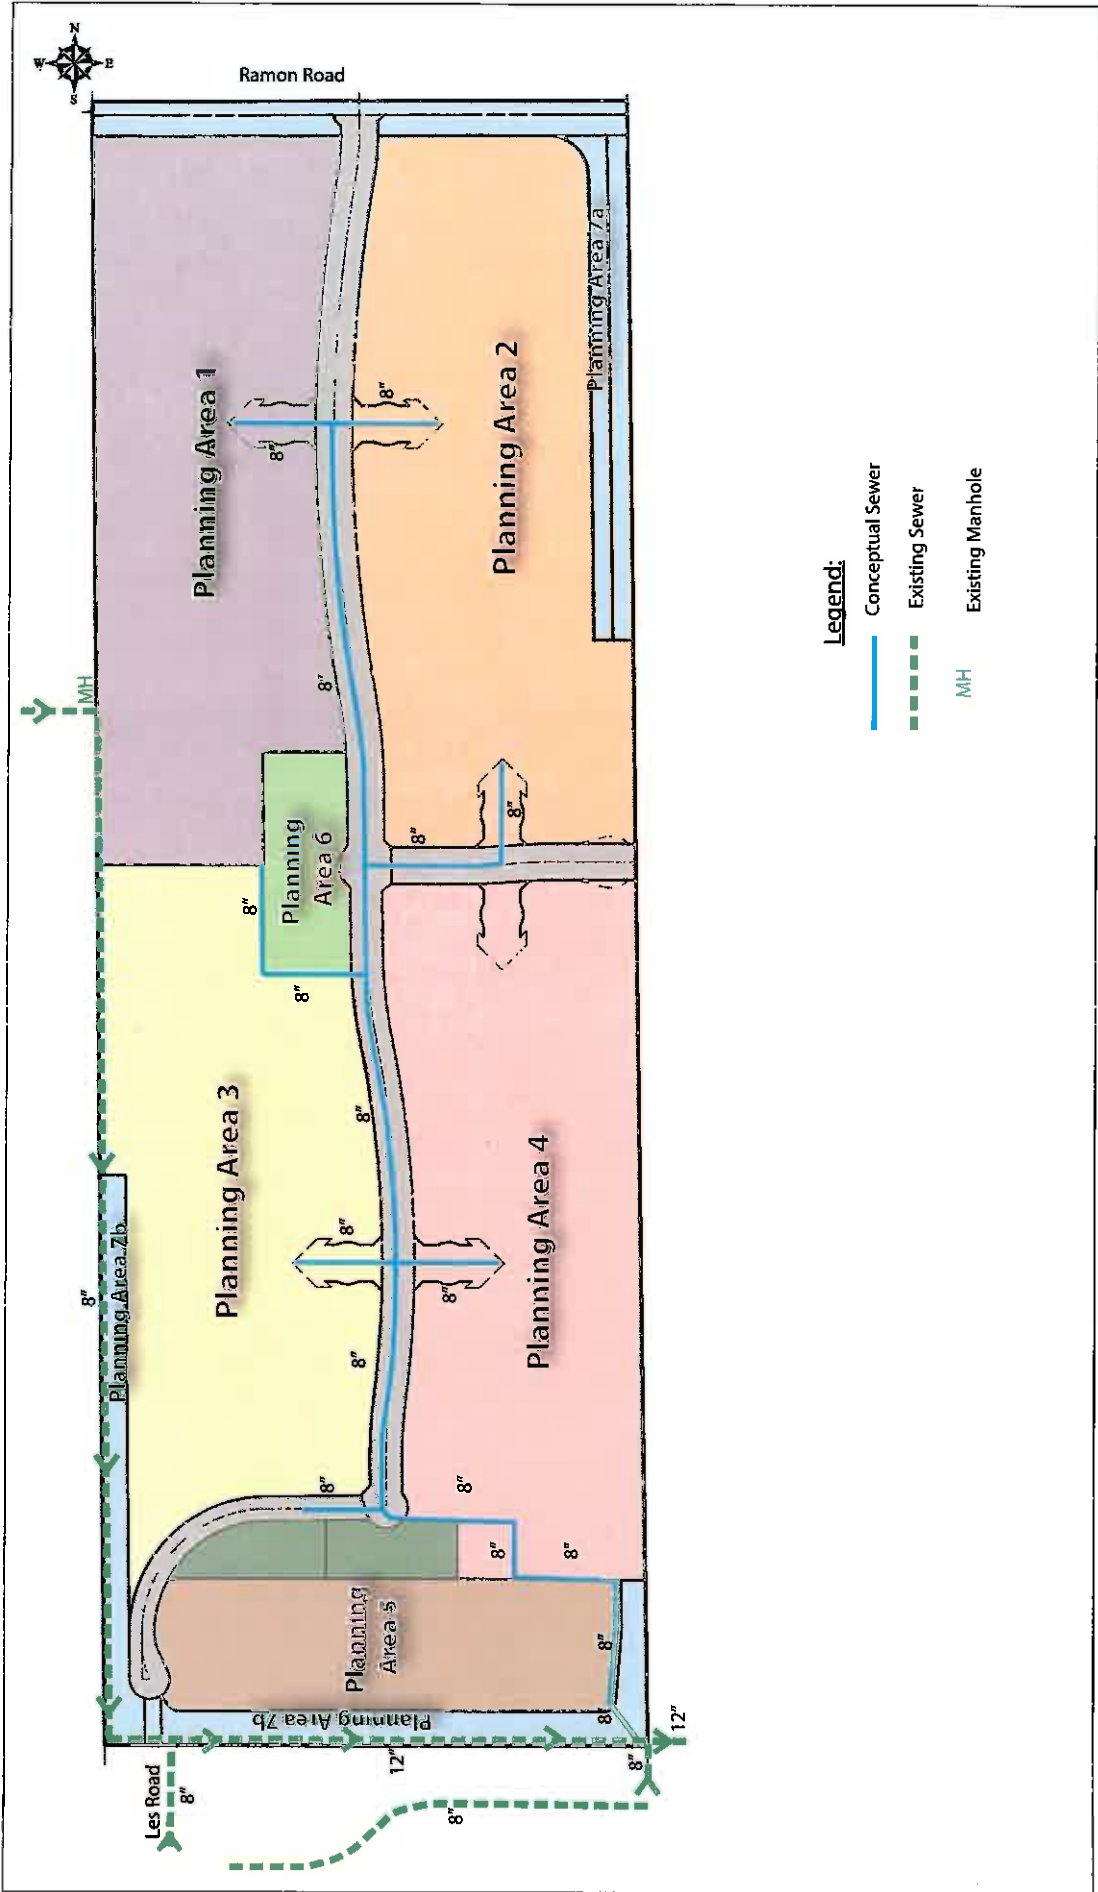 N
W
E
S
Ramon Road
Planning Area 1
8"
8"
Planning Area 2
Planning Area 7a
MH
8"
Planning
Area 6
8"
8"
8"
8"
Planning Area 3
8"
8"
8"
Planning Area 4
8"
Planning Area 7b
8"
8"
8"
8"
8"
Planning
Area 5
8"
8"
Planning Area 7b
12"
12"
8"
Les Road
8"
8"
Legend:
Conceptual Sewer
Existing Sewer
MH
Existing Manhole